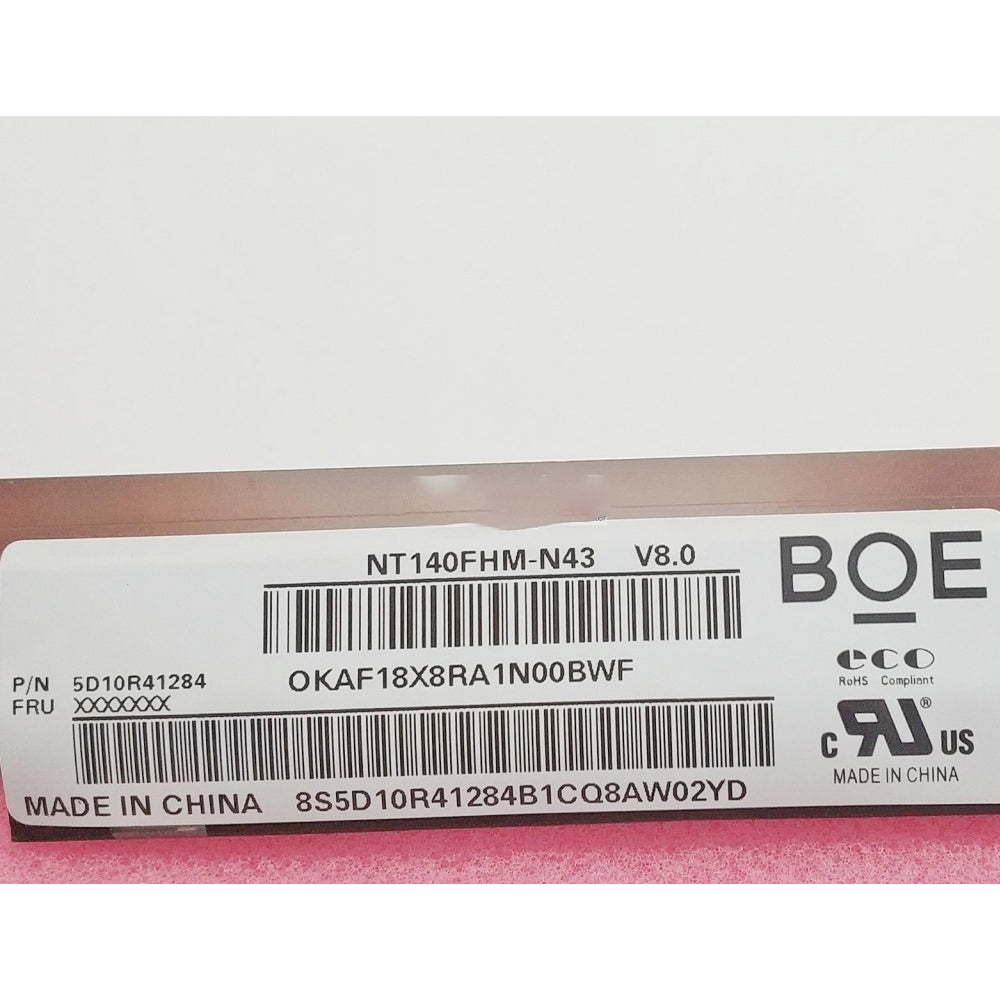 NT140FHM-N43 V8.0
BOE
OKAF18X8RA1N00BWF
eco
RoHS Compliant
P/N 5D10R41284
FRU XXXXXXX
c RU ® US
MADE IN CHINA
MADE IN CHINA 8S5D10R41284B1CQ8AW02YD